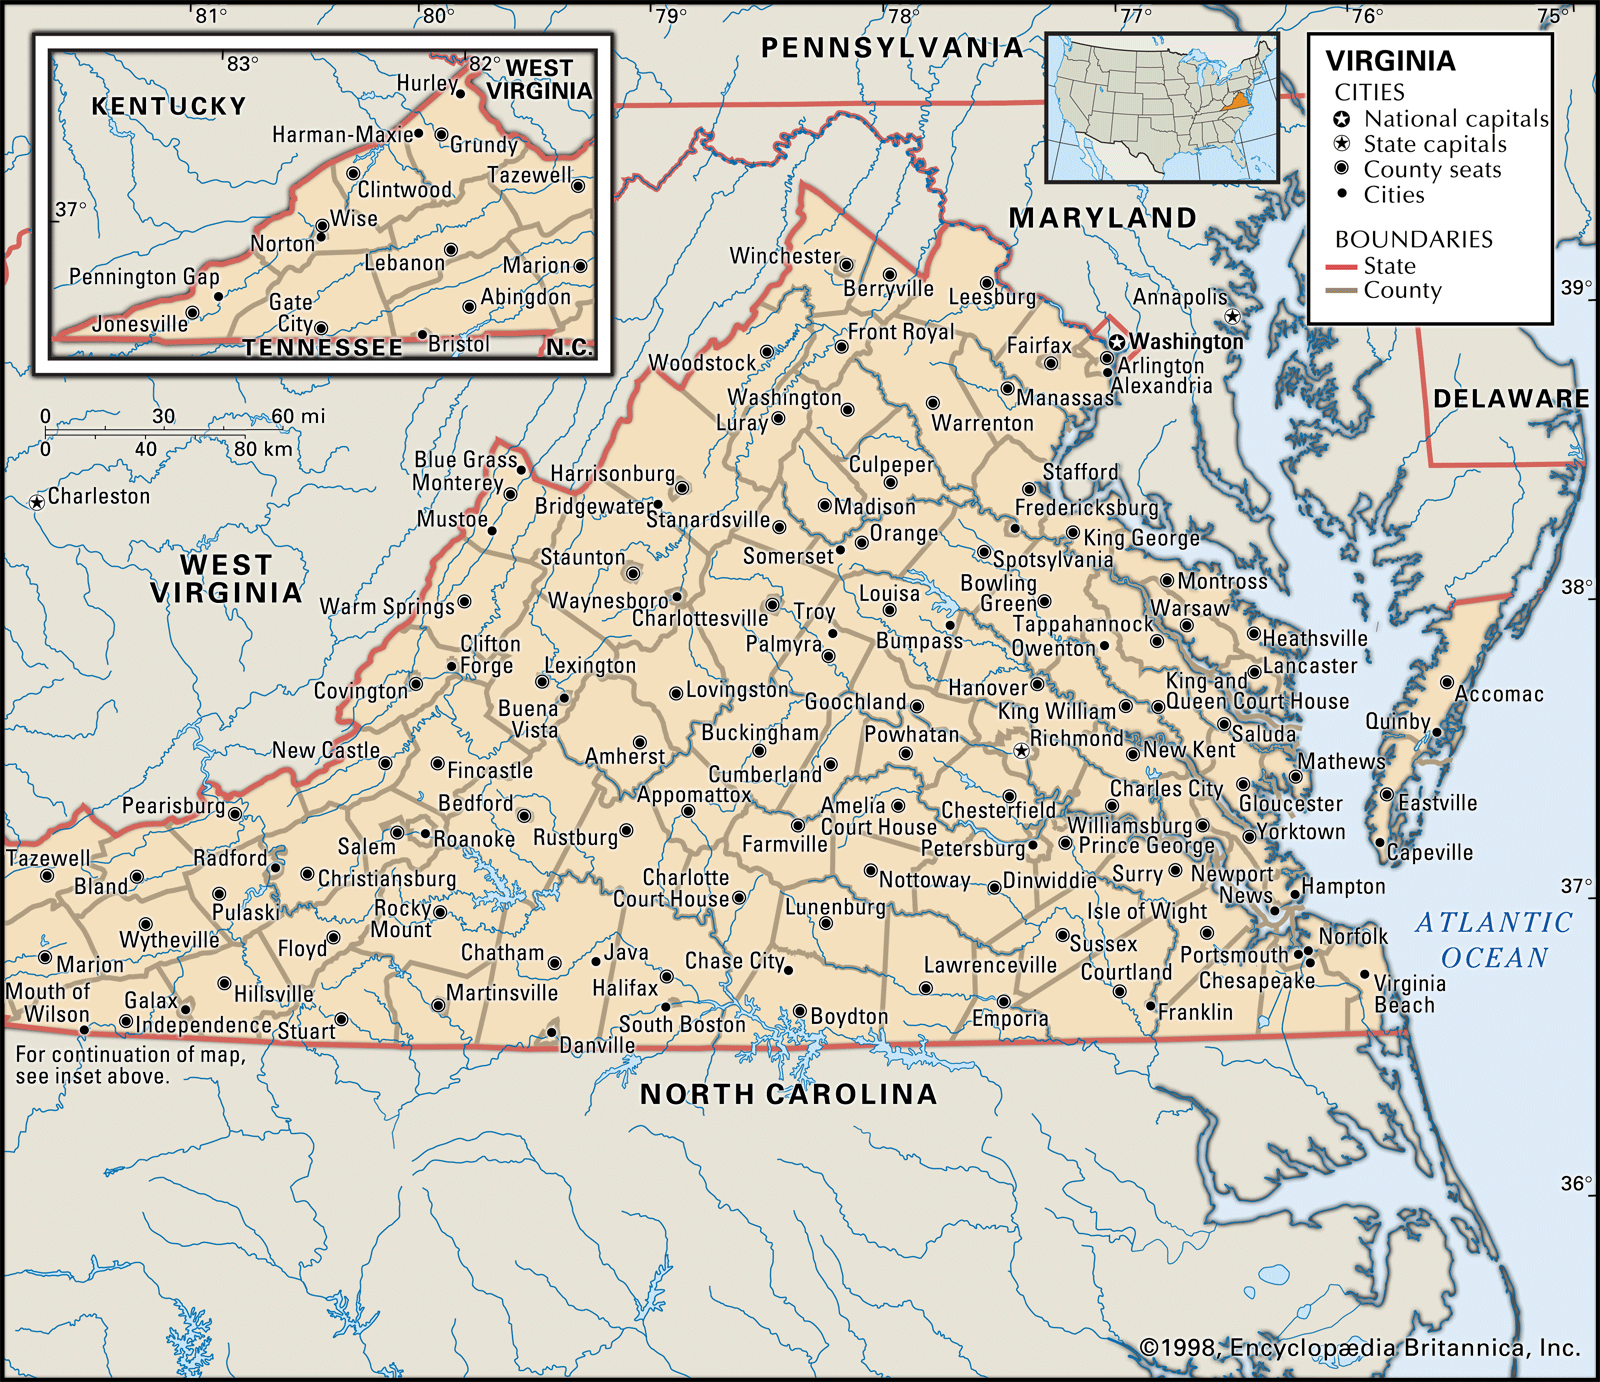 81°
80°
79°
78°
77°
76°
75°
83°
82°
WEST
VIRGINIA
KENTUCKY
Hurley
Harman-Maxie
Grundy
Clintwood
Tazewell
37°
Wise
Norton
Lebanon
Marion
Pennington Gap
Gate
City
Abingdon
Jonesville
TENNESSEE
Bristol
N.C.
PENNSYLVANIA
MARYLAND
VIRGINIA
CITIES
National capitals
State capitals
County seats
Cities
BOUNDARIES
State
County
39°
Winchester
Berryville
Leesburg
Annapolis
Front Royal
Fairfax
Washington
Arlington
Alexandria
Woodstock
Washington
Manassas
Luray
Warrenton
DELAWARE
0 30 60 mi
0 40 80 km
Charleston
Blue Grass
Monterey
Harrisonburg
Culpeper
Stafford
Bridgewater
Madison
Fredericksburg
Mustoe
Stanardsville
Orange
King George
Staunton
Somerset
Spotsylvania
WEST
VIRGINIA
Bowling
Green
Montross
38°
Warm Springs
Waynesboro
Charlottesville
Troy
Louisa
Warsaw
Palmyra
Bumpass
Tappahannock
Owenton
Heathsville
Clifton
Forge
Lexington
Lancaster
Covington
Lovingston
Hanover
King and
Queen Court House
Accomac
Goochland
King William
Buena
Vista
Buckingham
Powhatan
Richmond
Saluda
Quinby
New Castle
Amherst
New Kent
Mathews
Fincastle
Cumberland
Appomattox
Charles City
Gloucester
Eastville
Pearisburg
Bedford
Amelia
Court House
Chesterfield
Williamsburg
Yorktown
Salem
Roanoke
Rustburg
Farmville
Petersburg
Prince George
Capeville
Tazewell
Radford
Bland
Christiansburg
Charlotte
Court House
Nottoway
Dinwiddie
Surry
Newport
News
Hampton
37°
Pulaski
Rocky
Mount
Lunenburg
Isle of Wight
ATLANTIC
OCEAN
Wytheville
Floyd
Chatham
Java
Chase City
Sussex
Norfolk
Portsmouth
Marion
Lawrenceville
Courtland
Chesapeake
Virginia
Beach
Mouth of
Wilson
Galax
Hillsville
Martinsville
Halifax
Independence
Stuart
South Boston
Boydton
Emporia
Franklin
Danville
For continuation of map,
see inset above.
NORTH CAROLINA
36°
©1998, Encyclopædia Britannica, Inc.